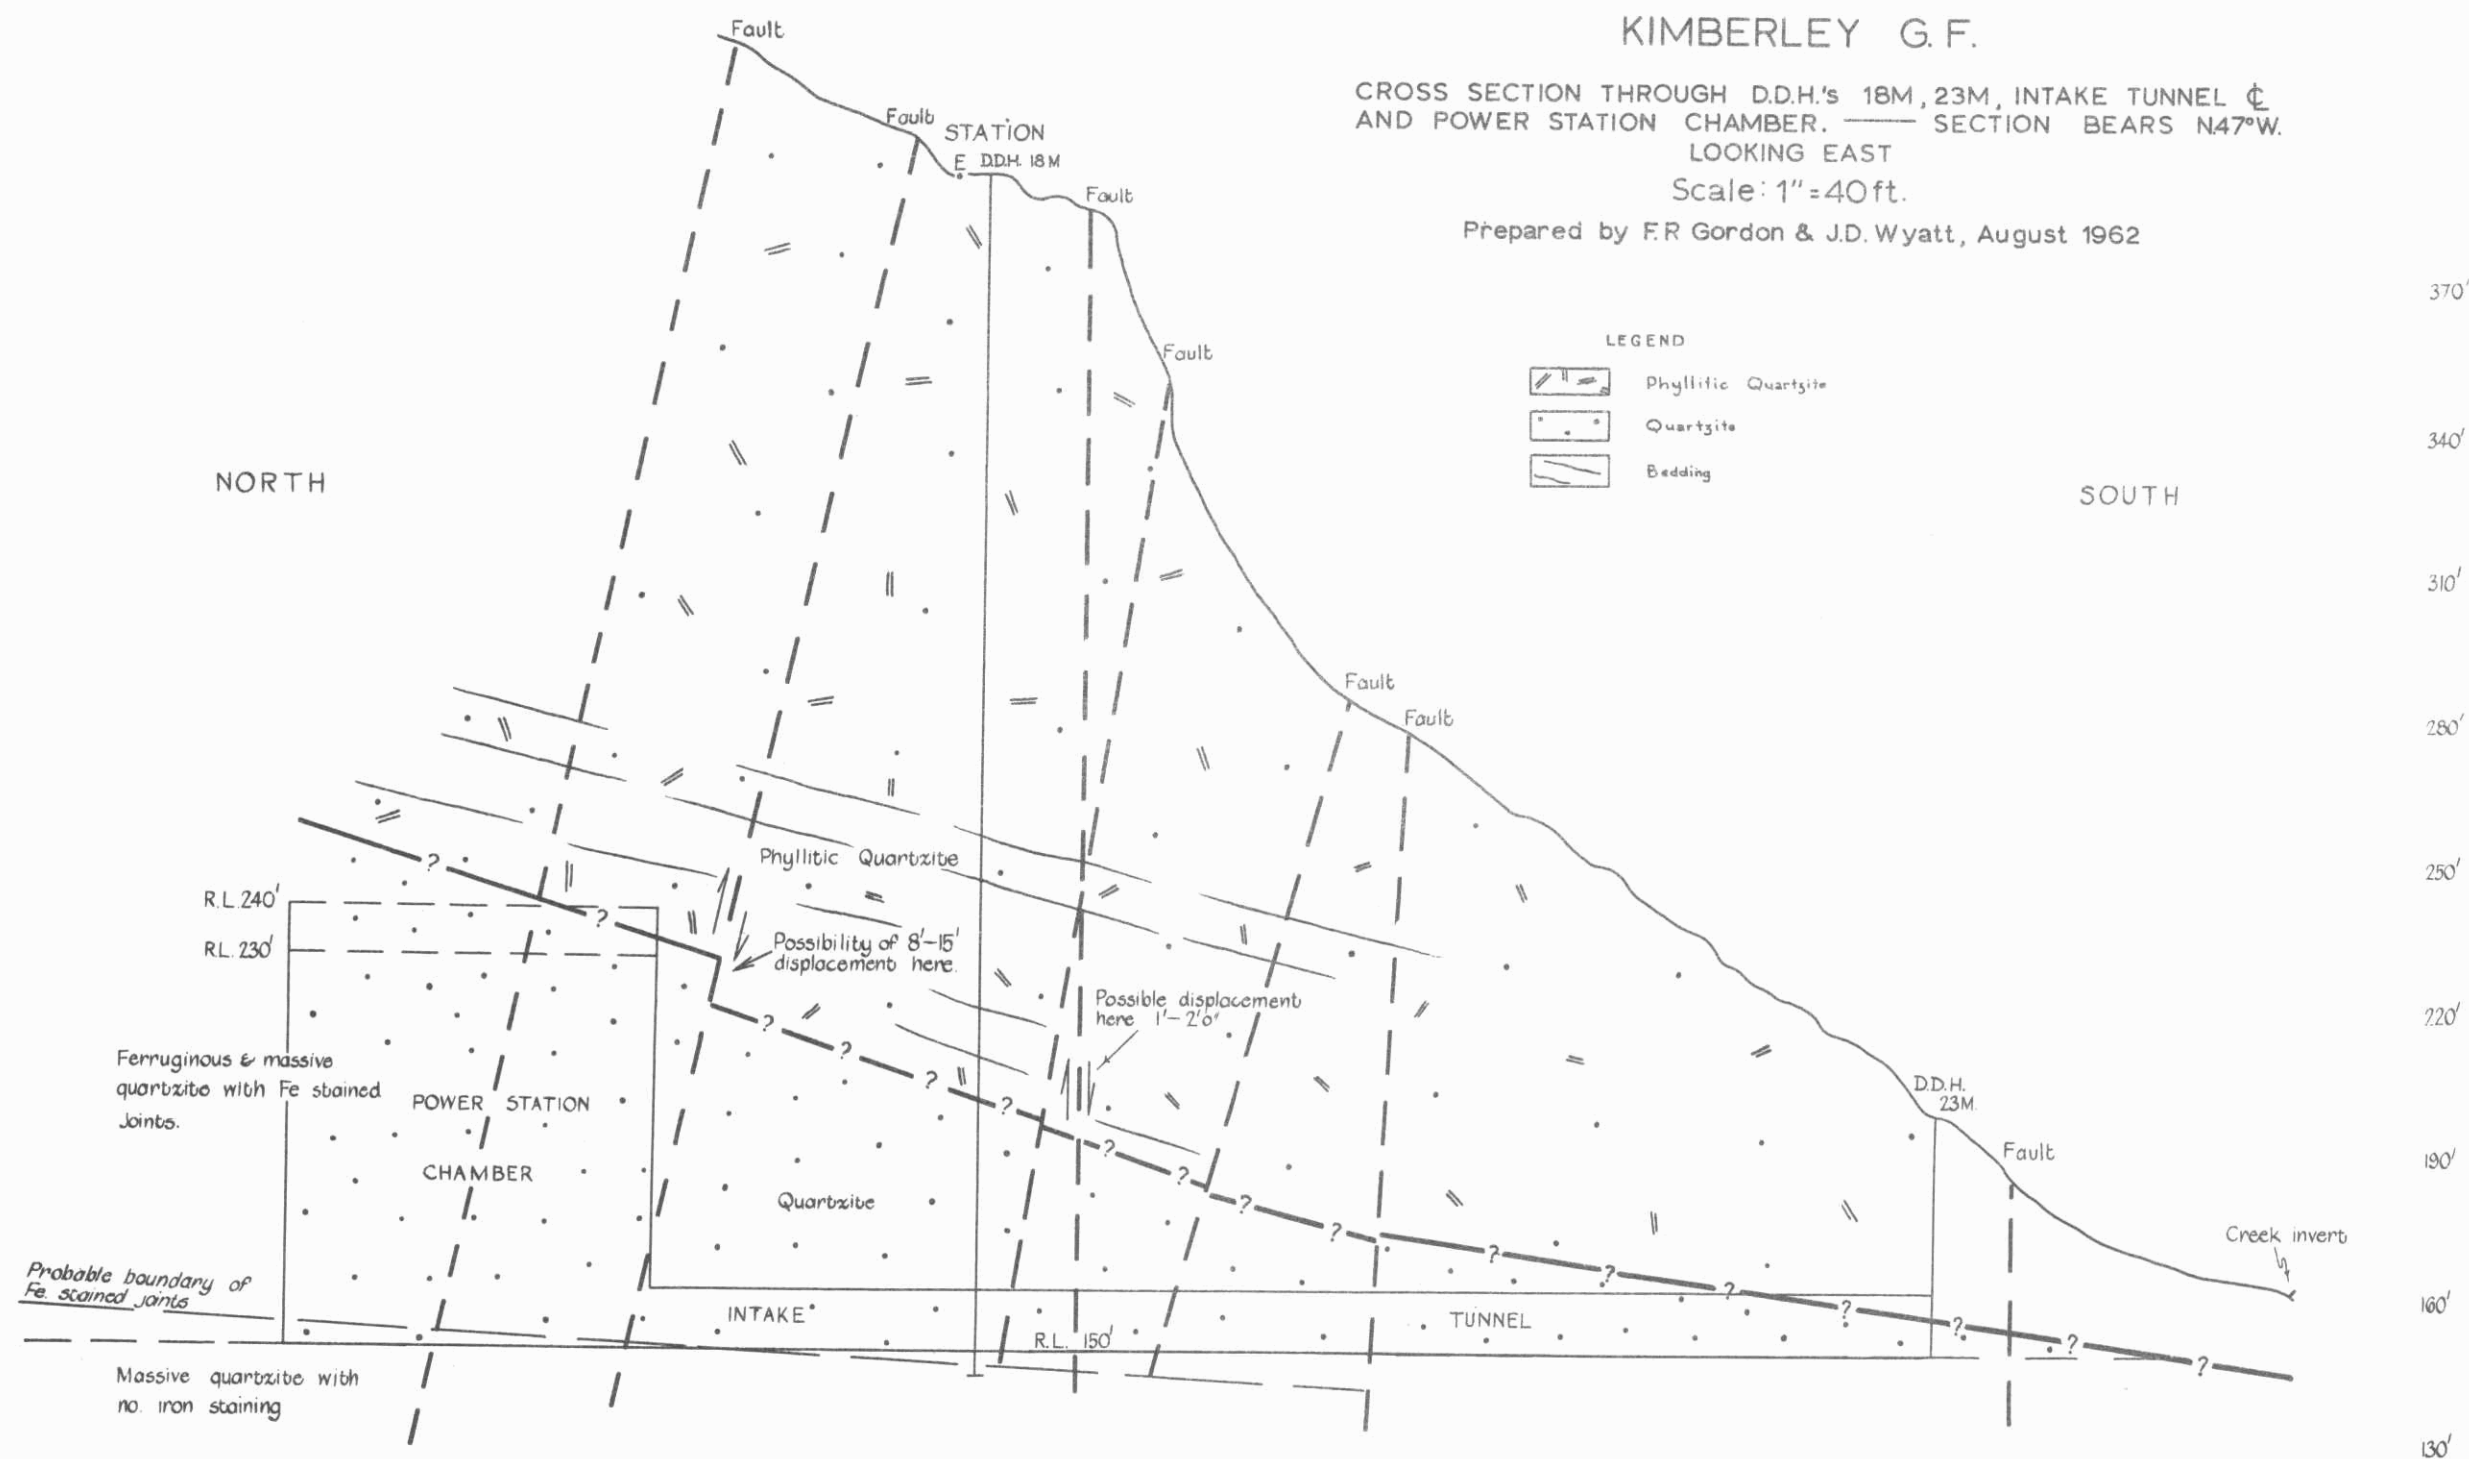 KIMBERLEY G.F.
CROSS SECTION THROUGH D.D.H.'s 18M, 23M, INTAKE TUNNEL ℄
AND POWER STATION CHAMBER. —— SECTION BEARS N47°W.
LOOKING EAST
Scale: 1"=40ft.
Prepared by F.R Gordon & J.D. Wyatt, August 1962
Fault
Fault
STATION
E D.D.H. 18M
Fault
Fault
370'
LEGEND
Phyllitic Quartzite
Quartzite
Bedding
340'
NORTH
SOUTH
310'
Fault
Fault
280'
Phyllitic Quartzite
250'
R.L. 240'
R.L. 230'
Possibility of 8'-15'
displacement here.
Possible displacement
here 1'-2'6"
220'
Ferruginous & massive
quartzite with Fe stained
Joints.
POWER STATION
CHAMBER
D.D.H.
23M.
Fault
190'
Quartzite
Creek invert
Probable boundary of
Fe. stained joints
INTAKE
TUNNEL
160'
R.L. 150'
Massive quartzite with
no. iron staining
130'
? ? ? ? ? ? ? ? ? ? ? ? ? ? ? ? ? ?